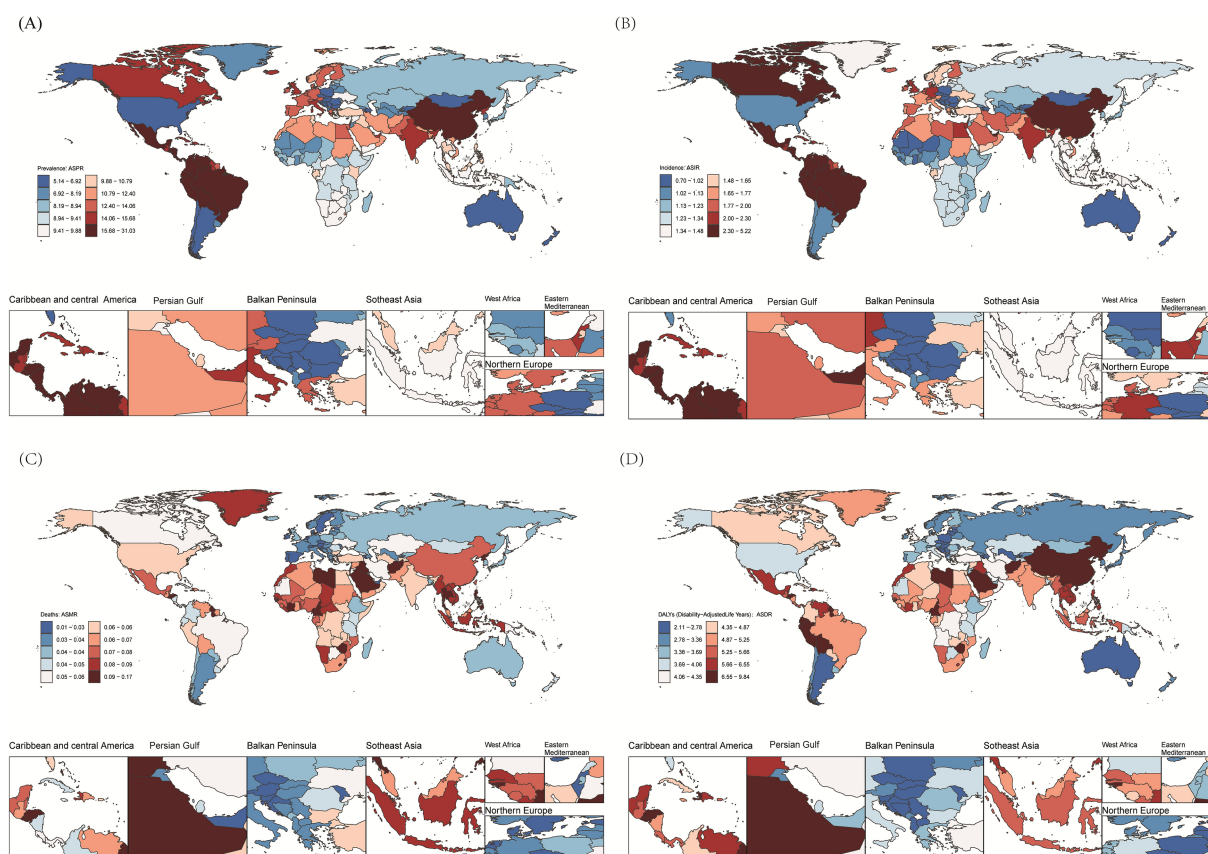 (A)
Prevalence: ASPR
5.14 – 6.92
6.92 – 8.19
8.19 – 8.94
8.94 – 9.41
9.41 – 9.88
9.88 – 10.79
10.79 – 12.40
12.40 – 14.06
14.06 – 15.68
15.68 – 31.03
Caribbean and central America
Persian Gulf
Balkan Peninsula
Sotheast Asia
West Africa
Eastern
Mediterranean
Northern Europe
(B)
Incidence: ASIR
0.70 – 1.02
1.02 – 1.13
1.13 – 1.23
1.23 – 1.34
1.34 – 1.48
1.48 – 1.65
1.65 – 1.77
1.77 – 2.00
2.00 – 2.30
2.30 – 5.22
Caribbean and central America
Persian Gulf
Balkan Peninsula
Sotheast Asia
West Africa
Eastern
Mediterranean
Northern Europe
(C)
Deaths: ASMR
0.01 – 0.03
0.03 – 0.04
0.04 – 0.04
0.04 – 0.05
0.05 – 0.06
0.06 – 0.06
0.06 – 0.07
0.07 – 0.08
0.08 – 0.09
0.09 – 0.17
Caribbean and central America
Persian Gulf
Balkan Peninsula
Sotheast Asia
West Africa
Eastern
Mediterranean
Northern Europe
(D)
DALYs (Disability–AdjustedLife Years) : ASDR
2.11 – 2.78
2.78 – 3.38
3.38 – 3.69
3.69 – 4.06
4.06 – 4.35
4.35 – 4.87
4.87 – 5.25
5.25 – 5.66
5.66 – 6.55
6.55 – 9.84
Caribbean and central America
Persian Gulf
Balkan Peninsula
Sotheast Asia
West Africa
Eastern
Mediterranean
Northern Europe